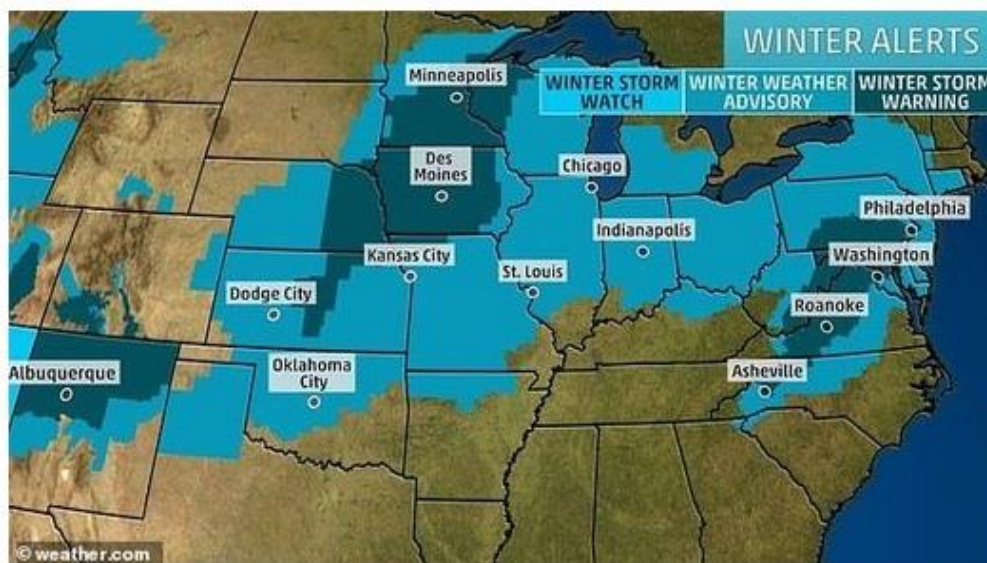 WINTER ALERTS
WINTER STORM
WATCH
WINTER WEATHER
ADVISORY
WINTER STORM
WARNING
Minneapolis
Des
Moines
Chicago
Philadelphia
Indianapolis
Kansas City
St. Louis
Washington
Dodge City
Roanoke
Oklahoma
City
Albuquerque
Asheville
© weather.com